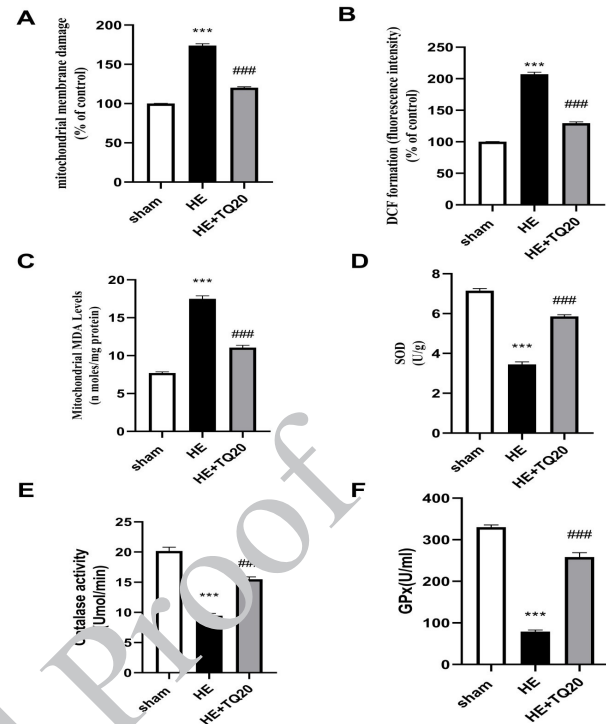 A
mitochondrial membrane damage
(% of control)
200
150
100
50
0
***
###
sham
HE
HE+TQ20
B
DCF formation (fluorescence intensity)
(% of control)
250
200
150
100
50
0
***
###
sham
HE
HE+TQ20
C
Mitochondrial MDA Levels
(n moles/mg protein)
20
15
10
5
0
***
###
sham
HE
HE+TQ20
D
SOD
(U/g)
8
6
4
2
0
***
###
sham
HE
HE+TQ20
E
activity
Umol/min)
25
20
15
10
5
0
***
##
sham
HE
HE+TQ20
F
GPx(U/ml)
400
300
200
100
0
***
###
sham
HE
HE+TQ20
Proof